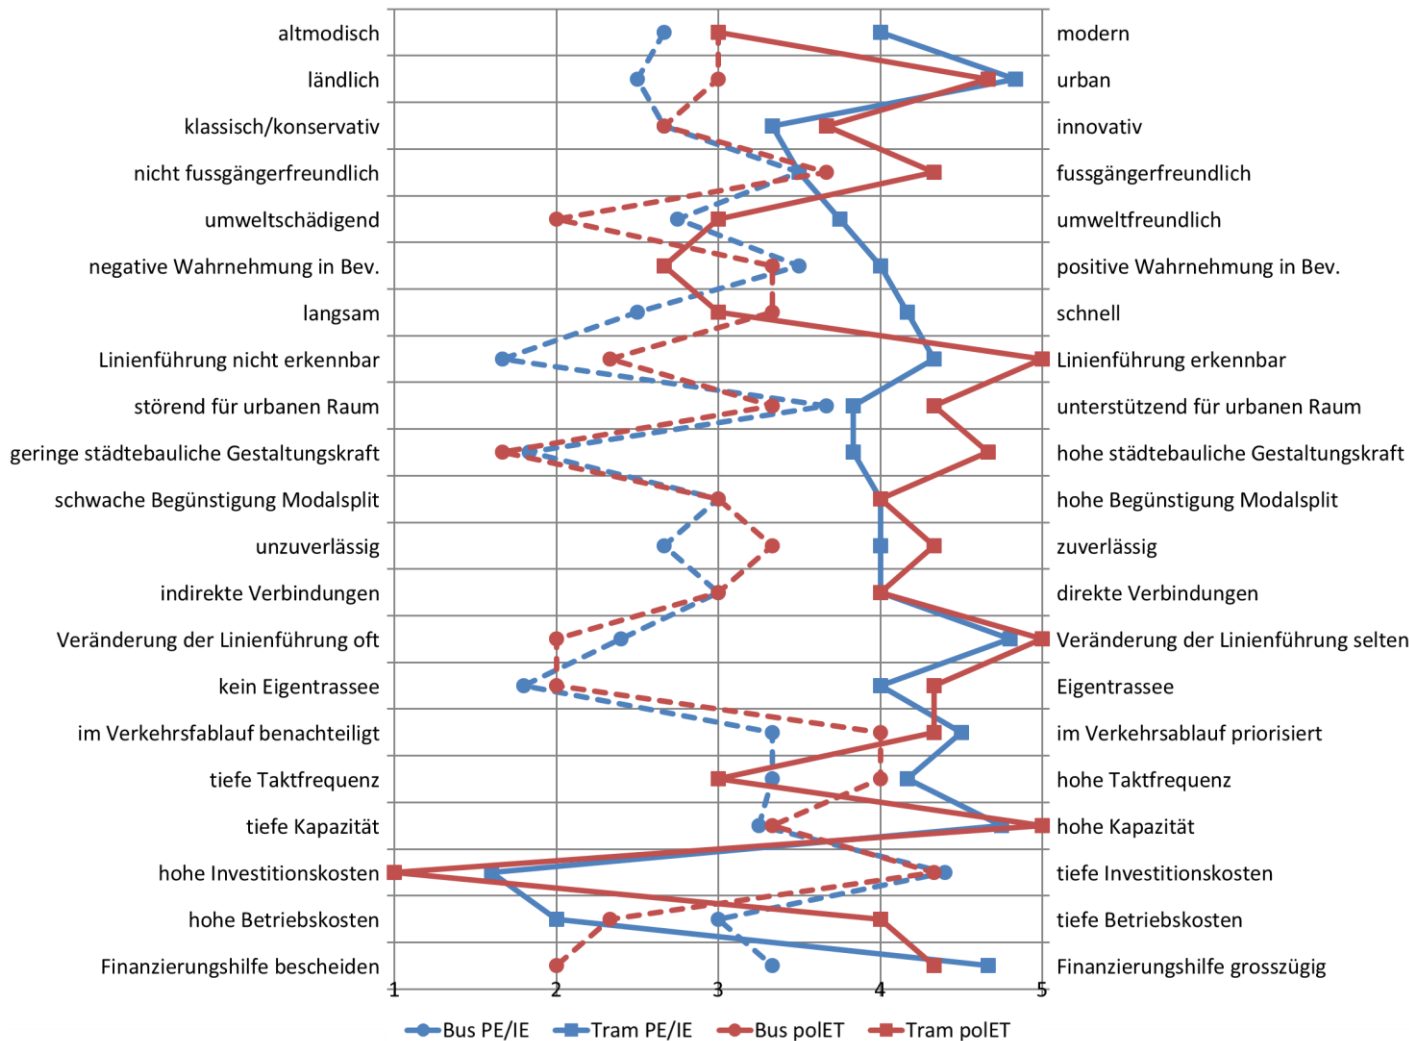 altmodisch modern
ländlich urban
klassisch/konservativ innovativ
nicht fussgängerfreundlich fussgängerfreundlich
umweltschädigend umweltfreundlich
negative Wahrnehmung in Bev. positive Wahrnehmung in Bev.
langsam schnell
Linienführung nicht erkennbar Linienführung erkennbar
störend für urbanen Raum unterstützend für urbanen Raum
geringe städtebauliche Gestaltungskraft hohe städtebauliche Gestaltungskraft
schwache Begünstigung Modalsplit hohe Begünstigung Modalsplit
unzuverlässig zuverlässig
indirekte Verbindungen direkte Verbindungen
Veränderung der Linienführung oft Veränderung der Linienführung selten
kein Eigentrassee Eigentrassee
im Verkehrsfablauf benachteiligt im Verkehrsablauf priorisiert
tiefe Taktfrequenz hohe Taktfrequenz
tiefe Kapazität hohe Kapazität
hohe Investitionskosten tiefe Investitionskosten
hohe Betriebskosten tiefe Betriebskosten
Finanzierungshilfe bescheiden Finanzierungshilfe grosszügig
1 2 3 4 5
Bus PE/IE Tram PE/IE Bus polET Tram polET